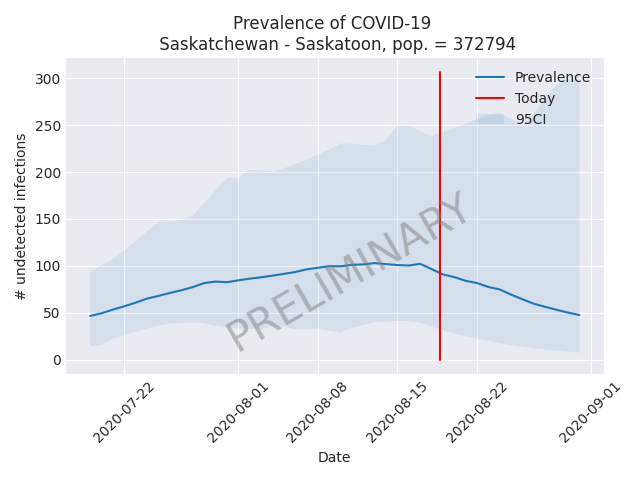 Prevalence of COVID-19
Saskatchewan - Saskatoon, pop. = 372794
Prevalence
Today
95CI
# undetected infections
300
250
200
150
100
50
0
PRELIMINARY
2020-07-22
2020-08-01
2020-08-08
2020-08-15
2020-08-22
2020-09-01
Date